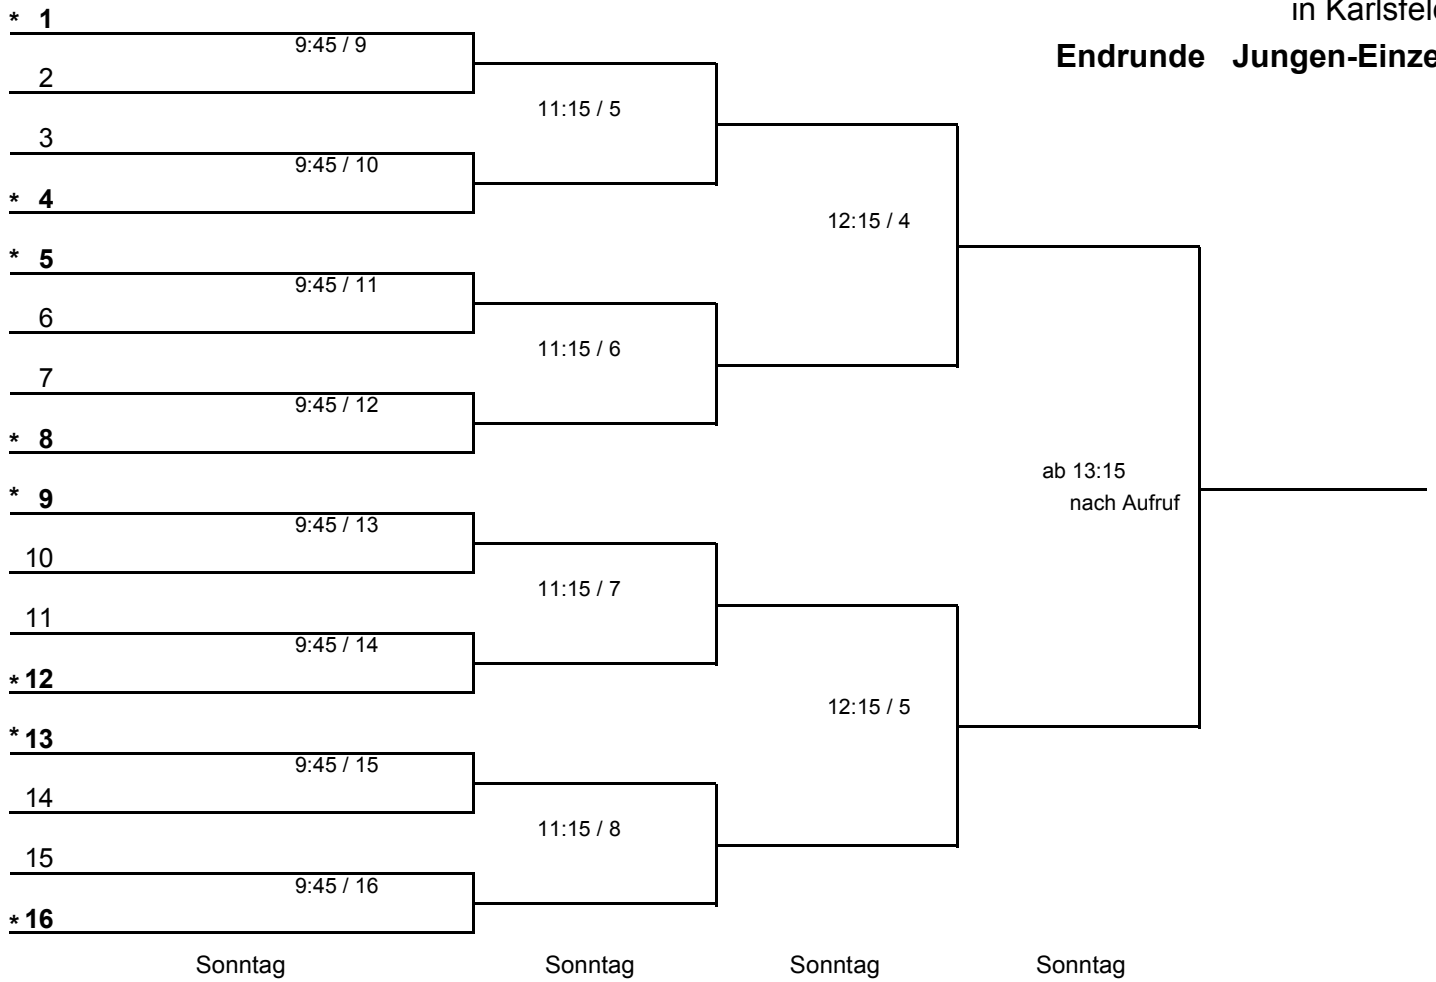 * 1
in Karlsfeld
9:45 / 9
Endrunde Jungen-Einze
2
11:15 / 5
3
9:45 / 10
* 4
12:15 / 4
* 5
9:45 / 11
6
11:15 / 6
7
9:45 / 12
* 8
ab 13:15
nach Aufruf
* 9
9:45 / 13
10
11:15 / 7
11
9:45 / 14
* 12
12:15 / 5
* 13
9:45 / 15
14
11:15 / 8
15
9:45 / 16
* 16
Sonntag Sonntag Sonntag Sonntag